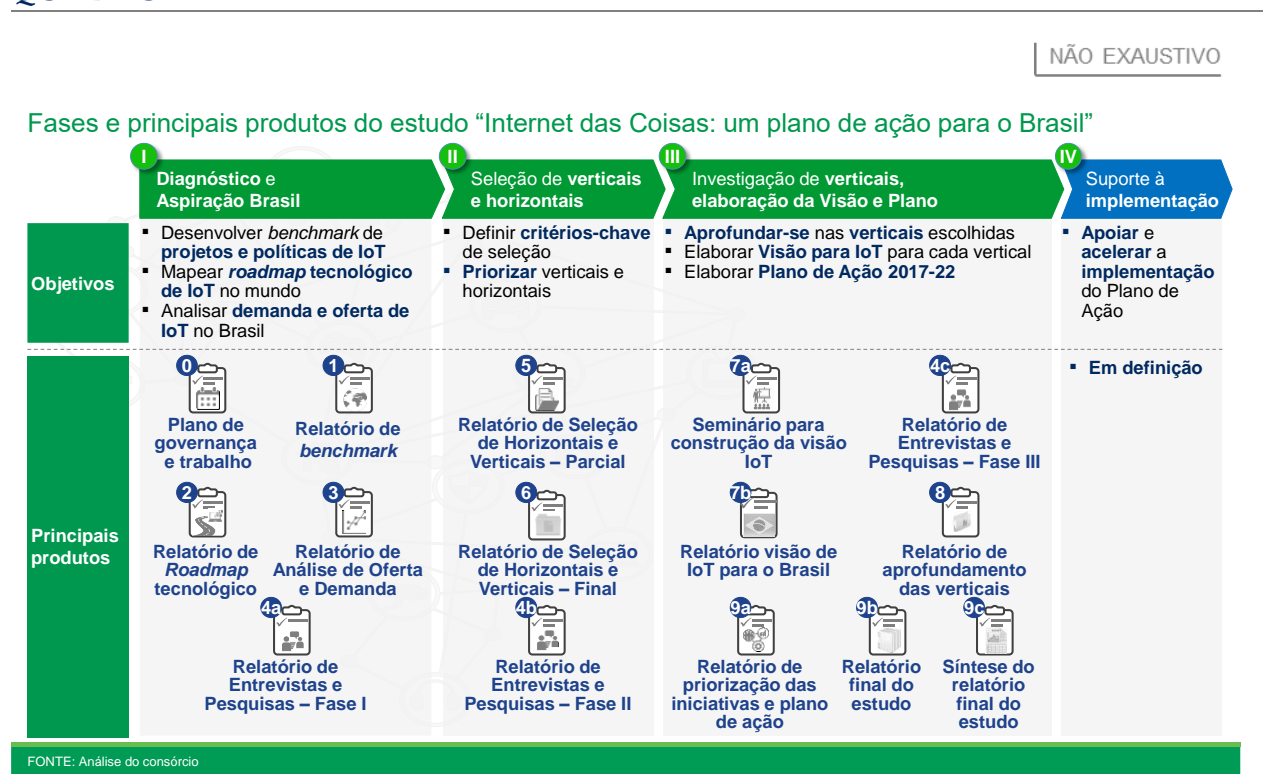 NÃO EXAUSTIVO
Fases e principais produtos do estudo “Internet das Coisas: um plano de ação para o Brasil”
I
Diagnóstico e
Aspiração Brasil
II
Seleção de verticais
e horizontais
III
Investigação de verticais,
elaboração da Visão e Plano
IV
Suporte à
implementação
Objetivos
▪ Desenvolver benchmark de
projetos e políticas de IoT
▪ Mapear roadmap tecnológico
de IoT no mundo
▪ Analisar demanda e oferta de
IoT no Brasil
▪ Definir critérios-chave
de seleção
▪ Priorizar verticais e
horizontais
▪ Aprofundar-se nas verticais escolhidas
▪ Elaborar Visão para IoT para cada vertical
▪ Elaborar Plano de Ação 2017-22
▪ Apoiar e
acelerar a
implementação
do Plano de
Ação
Principais
produtos
0
Plano de
governança
e trabalho
1
Relatório de
benchmark
2
Relatório de
Roadmap
tecnológico
3
Relatório de
Análise de Oferta
e Demanda
4a
Relatório de
Entrevistas e
Pesquisas – Fase I
5
Relatório de Seleção
de Horizontais e
Verticais – Parcial
6
Relatório de Seleção
de Horizontais e
Verticais – Final
4b
Relatório de
Entrevistas e
Pesquisas – Fase II
7a
Seminário para
construção da visão
IoT
4c
Relatório de
Entrevistas e
Pesquisas – Fase III
7b
Relatório visão de
IoT para o Brasil
8
Relatório de
aprofundamento
das verticais
9a
Relatório de
priorização das
iniciativas e plano
de ação
9b
Relatório
final do
estudo
9c
Síntese do
relatório
final do
estudo
▪ Em definição
FONTE: Análise do consórcio